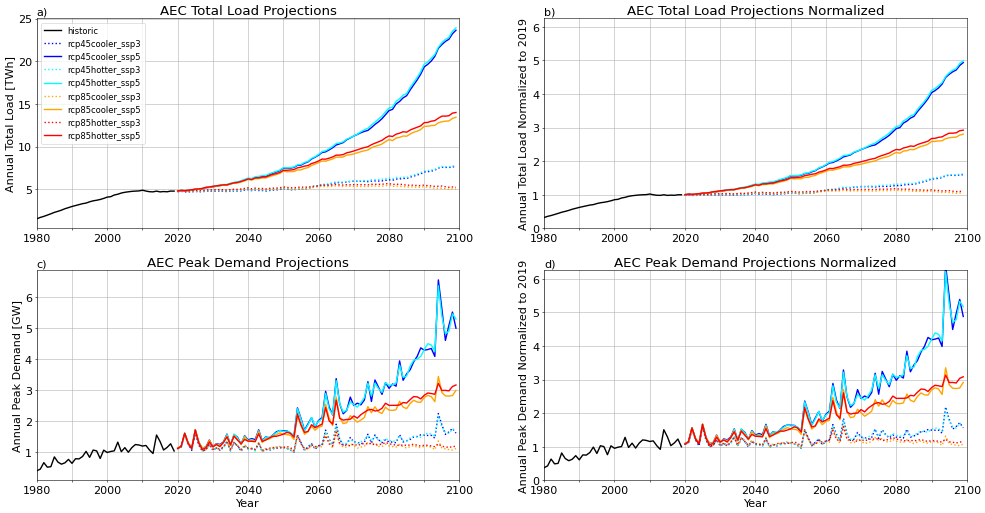 a)
AEC Total Load Projections
Annual Total Load [TWh]
25
20
15
10
5
1980 2000 2020 2040 2060 2080 2100
historic
rcp45cooler_ssp3
rcp45cooler_ssp5
rcp45hotter_ssp3
rcp45hotter_ssp5
rcp85cooler_ssp3
rcp85cooler_ssp5
rcp85hotter_ssp3
rcp85hotter_ssp5
b)
AEC Total Load Projections Normalized
Annual Total Load Normalized to 2019
6
5
4
3
2
1
0
1980 2000 2020 2040 2060 2080 2100
c)
AEC Peak Demand Projections
Annual Peak Demand [GW]
6
5
4
3
2
1
1980 2000 2020 2040 2060 2080 2100
Year
d)
AEC Peak Demand Projections Normalized
Annual Peak Demand Normalized to 2019
6
5
4
3
2
1
0
1980 2000 2020 2040 2060 2080 2100
Year